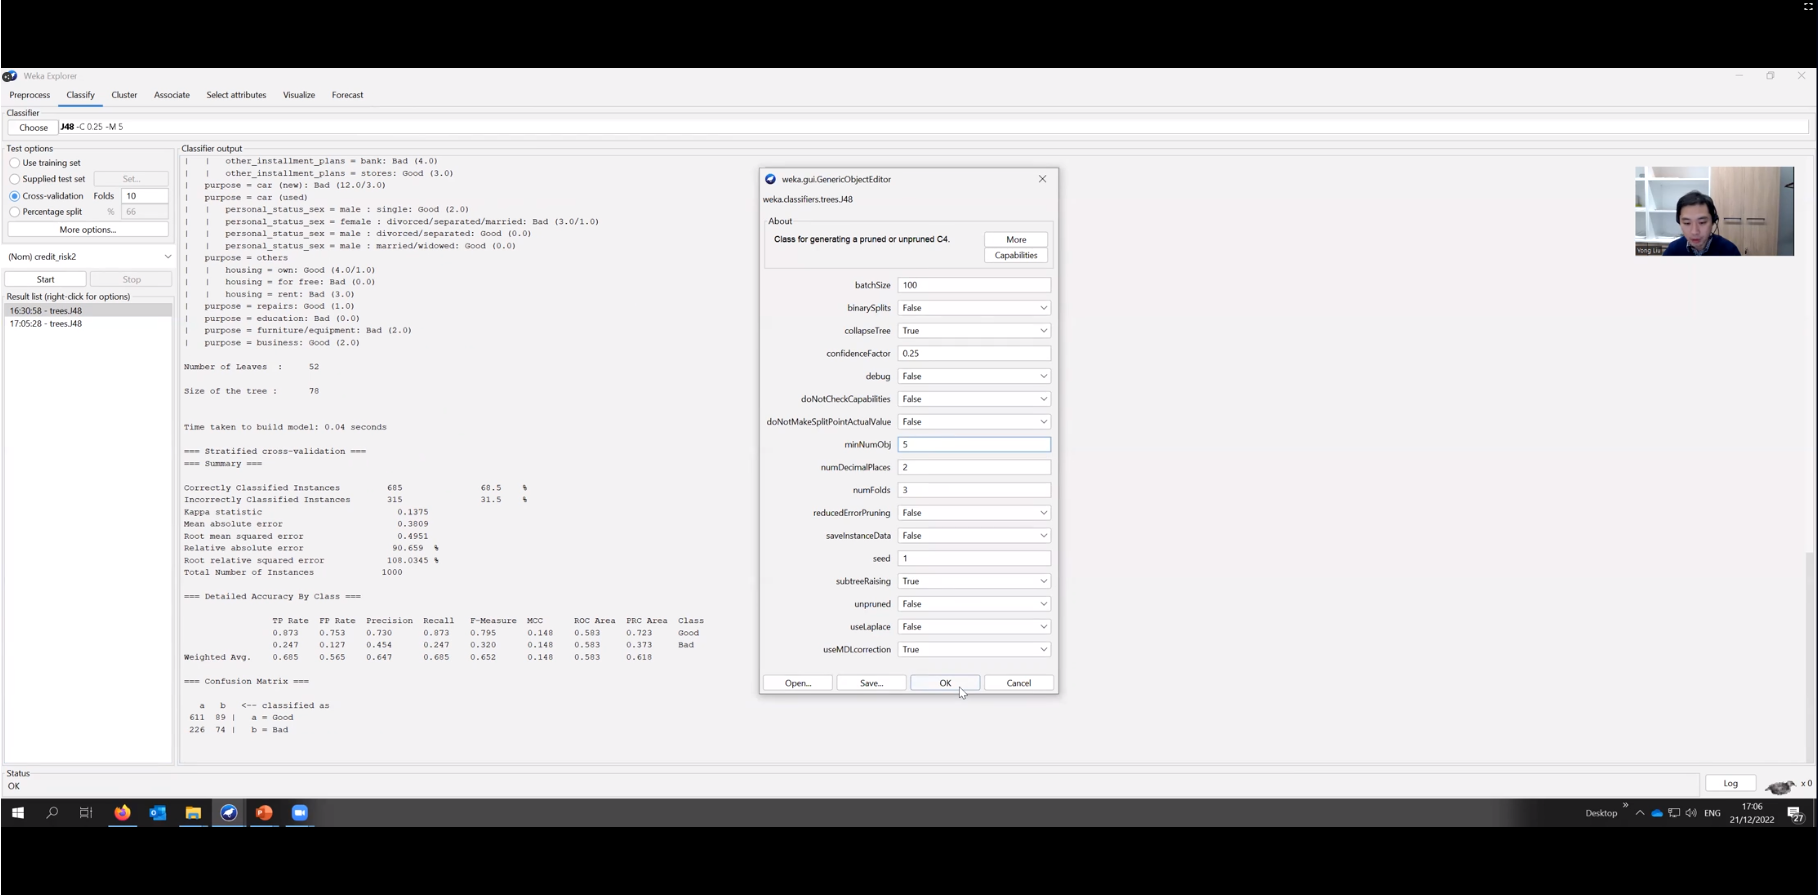 Weka Explorer
Preprocess Classify Cluster Associate Select attributes Visualize Forecast
Classifier
Choose J48 -C 0.25 -M 5
Test options
Use training set
Supplied test set Set...
Cross-validation Folds 10
Percentage split % 66
More options...
(Nom) credit_risk2
Start Stop
Result list (right-click for options)
16:30:58 - trees.J48
17:05:28 - trees.J48
Classifier output
| | other_installment_plans = bank: Bad (4.0)
| | other_installment_plans = stores: Good (3.0)
| purpose = car (new): Bad (12.0/3.0)
| purpose = car (used)
| | personal_status_sex = male : single: Good (2.0)
| | personal_status_sex = female : divorced/separated/married: Bad (3.0/1.0)
| | personal_status_sex = male : divorced/separated: Good (0.0)
| | personal_status_sex = male : married/widowed: Good (0.0)
| purpose = others
| | housing = own: Good (4.0/1.0)
| | housing = for free: Bad (0.0)
| | housing = rent: Bad (3.0)
| purpose = repairs: Good (1.0)
| purpose = education: Bad (0.0)
| purpose = furniture/equipment: Bad (2.0)
| purpose = business: Good (2.0)
Number of Leaves : 52
Size of the tree : 78
Time taken to build model: 0.04 seconds
=== Stratified cross-validation ===
=== Summary ===
Correctly Classified Instances 685 68.5 %
Incorrectly Classified Instances 315 31.5 %
Kappa statistic 0.1375
Mean absolute error 0.3809
Root mean squared error 0.4951
Relative absolute error 90.659 %
Root relative squared error 108.0345 %
Total Number of Instances 1000
=== Detailed Accuracy By Class ===
TP Rate FP Rate Precision Recall F-Measure MCC ROC Area PRC Area Class
0.873 0.753 0.730 0.873 0.795 0.148 0.583 0.723 Good
0.247 0.127 0.454 0.247 0.320 0.148 0.583 0.373 Bad
Weighted Avg. 0.685 0.565 0.647 0.685 0.652 0.148 0.583 0.618
=== Confusion Matrix ===
a b <-- classified as
611 89 | a = Good
226 74 | b = Bad
weka.gui.GenericObjectEditor
weka.classifiers.trees.J48
About
Class for generating a pruned or unpruned C4.
More
Capabilities
batchSize 100
binarySplits False
collapseTree True
confidenceFactor 0.25
debug False
doNotCheckCapabilities False
doNotMakeSplitPointActualValue False
minNumObj 5
numDecimalPlaces 2
numFolds 3
reducedErrorPruning False
saveInstanceData False
seed 1
subtreeRaising True
unpruned False
useLaplace False
useMDLcorrection True
Open... Save... OK Cancel
Status
OK
Log x 0
Desktop » ENG 17:06
21/12/2022
27